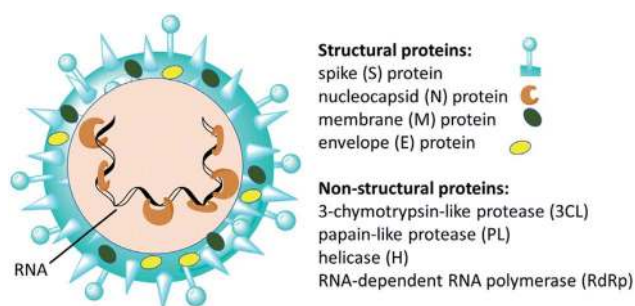 Structural proteins:
spike (S) protein
nucleocapsid (N) protein
membrane (M) protein
envelope (E) protein
Non-structural proteins:
3-chymotrypsin-like protease (3CL)
papain-like protease (PL)
helicase (H)
RNA-dependent RNA polymerase (RdRp)
RNA